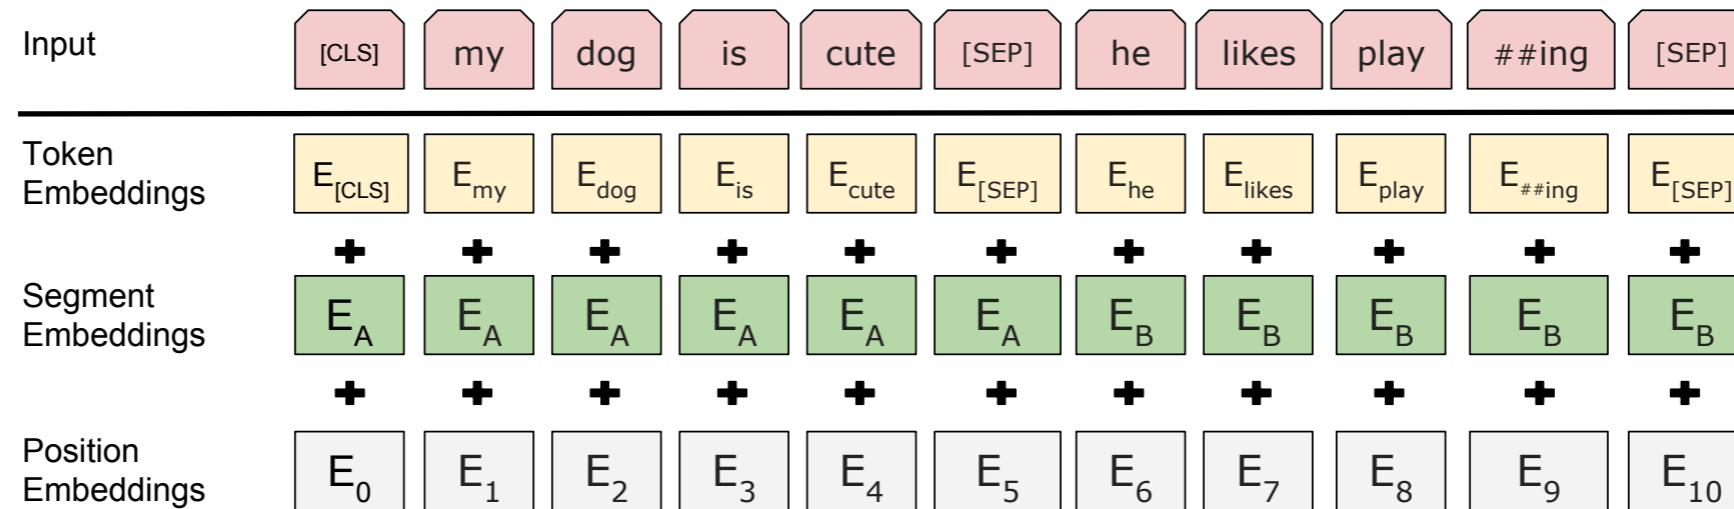 Input [CLS] my dog is cute [SEP] he likes play ##ing [SEP]
Token Embeddings E[CLS] Emy Edog Eis Ecute E[SEP] Ehe Elikes Eplay E##ing E[SEP]
+ + + + + + + + + + +
Segment Embeddings EA EA EA EA EA EA EB EB EB EB EB
+ + + + + + + + + + +
Position Embeddings E0 E1 E2 E3 E4 E5 E6 E7 E8 E9 E10